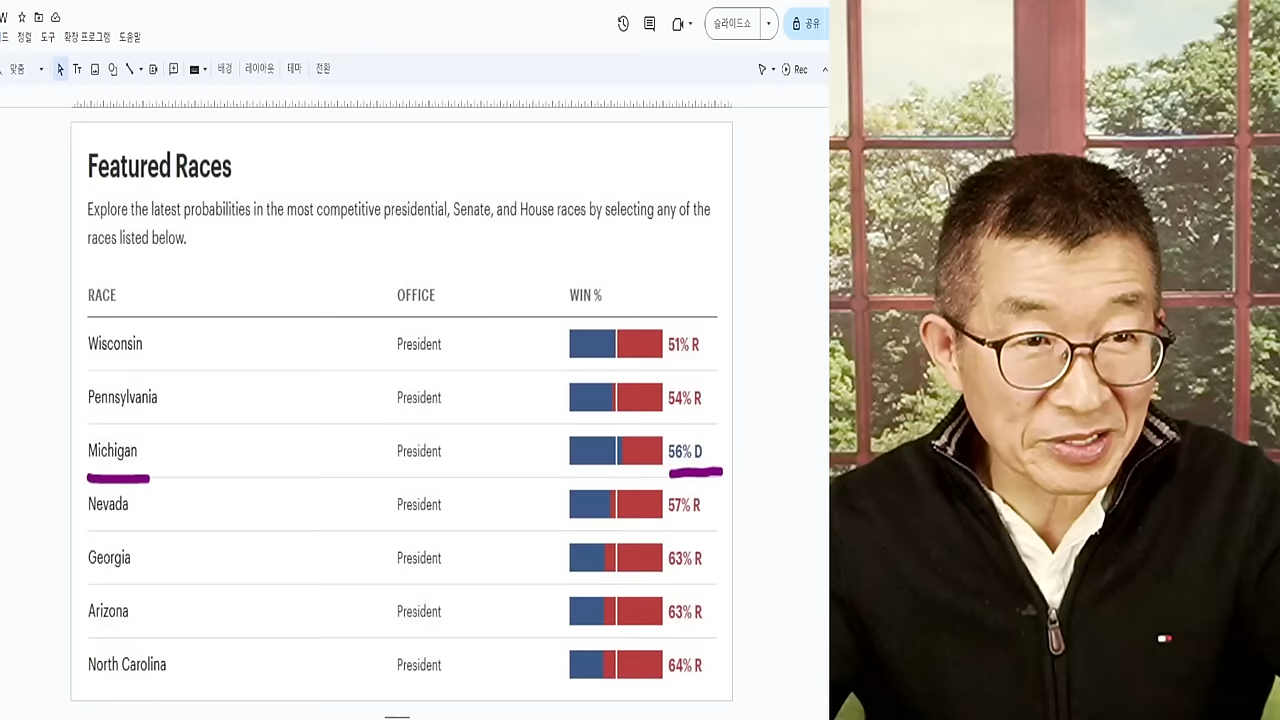 슬라이드쇼
공유
정렬 도구 확장 프로그램 도움말
맞춤
배경 레이아웃 테마 전환
Rec
Featured Races
Explore the latest probabilities in the most competitive presidential, Senate, and House races by selecting any of the
races listed below.
RACE OFFICE WIN %
Wisconsin President 51% R
Pennsylvania President 54% R
Michigan President 56% D
Nevada President 57% R
Georgia President 63% R
Arizona President 63% R
North Carolina President 64% R